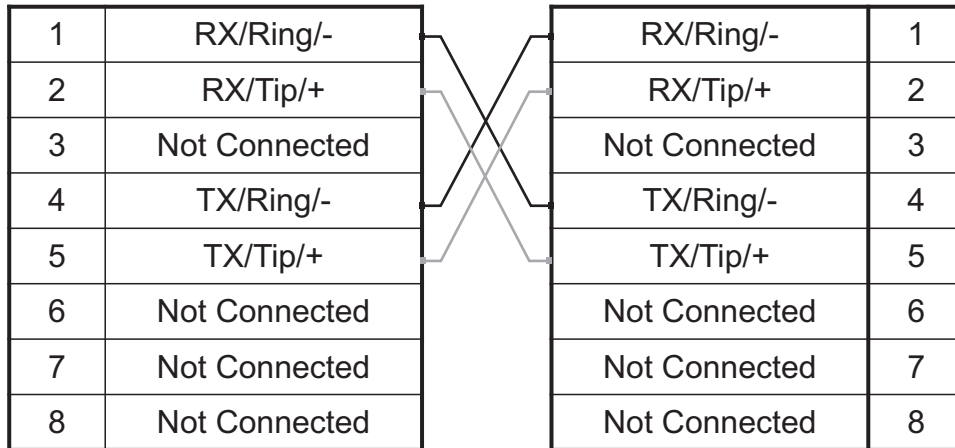 1 RX/Ring/- RX/Ring/- 1
2 RX/Tip/+ RX/Tip/+ 2
3 Not Connected Not Connected 3
4 TX/Ring/- TX/Ring/- 4
5 TX/Tip/+ TX/Tip/+ 5
6 Not Connected Not Connected 6
7 Not Connected Not Connected 7
8 Not Connected Not Connected 8